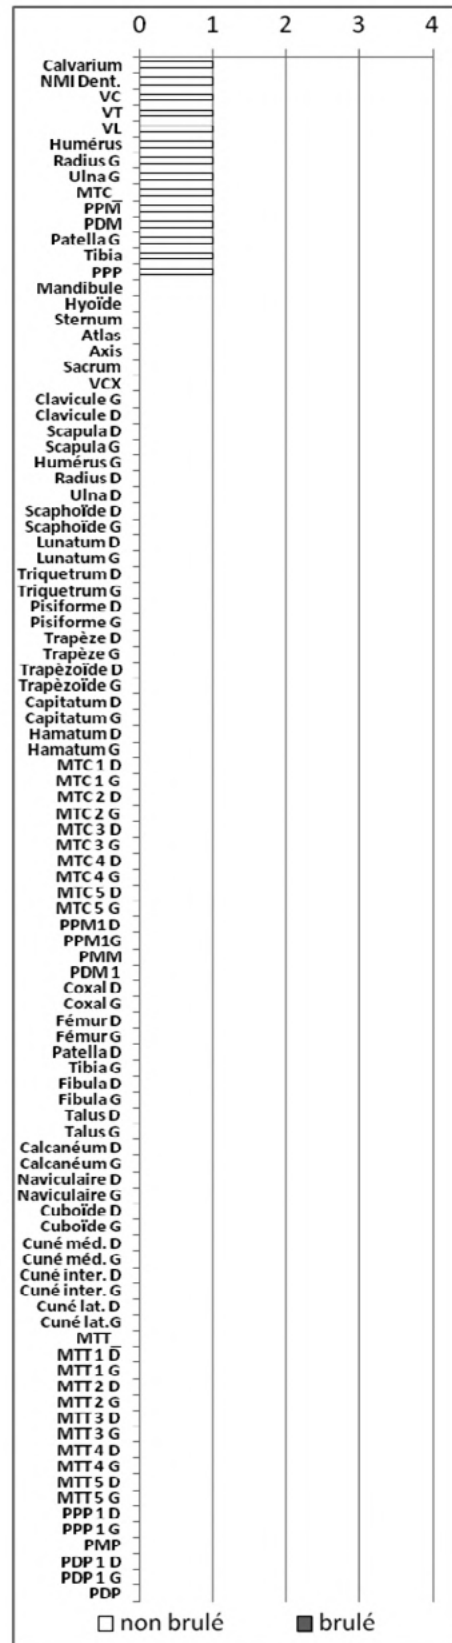 0 1 2 3 4
Calvarium
NMI Dent.
VC
VT
VL
Humérus
Radius G
Ulna G
MTC_
PPM
PDM
Patella G
Tibia
PPP
Mandibule
Hyoïde
Sternum
Atlas
Axis
Sacrum
VCX
Clavicule G
Clavicule D
Scapula D
Scapula G
Humérus G
Radius D
Ulna D
Scaphoïde D
Scaphoïde G
Lunatum D
Lunatum G
Triquetrum D
Triquetrum G
Pisiforme D
Pisiforme G
Trapèze D
Trapèze G
Trapèzoïde D
Trapèzoïde G
Capitatum D
Capitatum G
Hamatum D
Hamatum G
MTC 1 D
MTC 1 G
MTC 2 D
MTC 2 G
MTC 3 D
MTC 3 G
MTC 4 D
MTC 4 G
MTC 5 D
MTC 5 G
PPM1 D
PPM1G
PMM
PDM 1
Coxal D
Coxal G
Fémur D
Fémur G
Patella D
Tibia G
Fibula D
Fibula G
Talus D
Talus G
Calcanéum D
Calcanéum G
Naviculaire D
Naviculaire G
Cuboïde D
Cuboïde G
Cuné méd. D
Cuné méd. G
Cuné inter. D
Cuné inter. G
Cuné lat. D
Cuné lat.G
MTT_
MTT 1 D
MTT 1 G
MTT 2 D
MTT 2 G
MTT 3 D
MTT 3 G
MTT 4 D
MTT 4 G
MTT 5 D
MTT 5 G
PPP 1 D
PPP 1 G
PMP
PDP 1 D
PDP 1 G
PDP
non brulé brulé